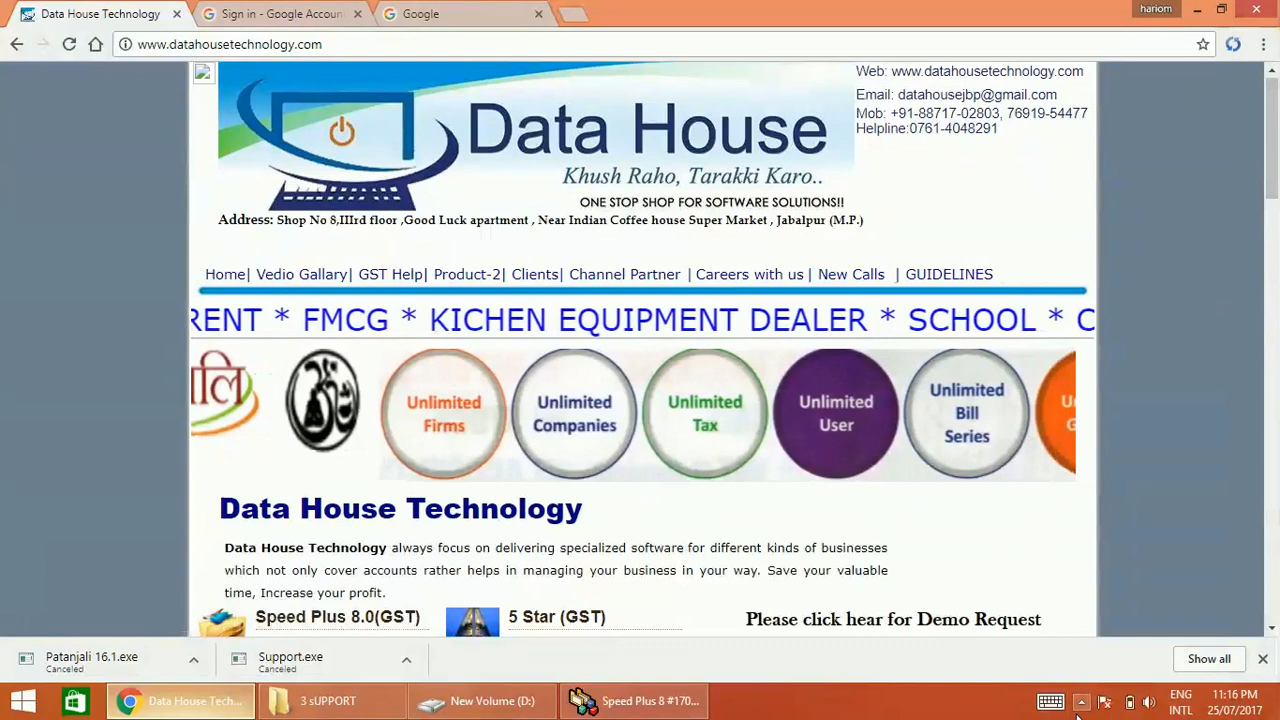 Data House Technology
Sign in - Google Accoun
Google
hariom
www.datahousetechnology.com
Web: www.datahousetechnology.com
Email: datahousejbp@gmail.com
Mob: +91-88717-02803, 76919-54477
Helpline:0761-4048291
Data House
Khush Raho, Tarakki Karo..
ONE STOP SHOP FOR SOFTWARE SOLUTIONS!!
Address: Shop No 8,IIIrd floor ,Good Luck apartment , Near Indian Coffee house Super Market , Jabalpur (M.P.)
Home| Vedio Gallary| GST Help| Product-2| Clients| Channel Partner | Careers with us | New Calls | GUIDELINES
RENT * FMCG * KICHEN EQUIPMENT DEALER * SCHOOL * C
Unlimited Firms
Unlimited Companies
Unlimited Tax
Unlimited User
Unlimited Bill Series
Data House Technology
Data House Technology always focus on delivering specialized software for different kinds of businesses
which not only cover accounts rather helps in managing your business in your way. Save your valuable
time, Increase your profit.
Speed Plus 8.0(GST)
5 Star (GST)
Please click hear for Demo Request
Patanjali 16.1.exe
Canceled
Support.exe
Canceled
Show all
Data House Tech...
3 sUPPORT
New Volume (D:)
Speed Plus 8 #170...
ENG
INTL
11:16 PM
25/07/2017